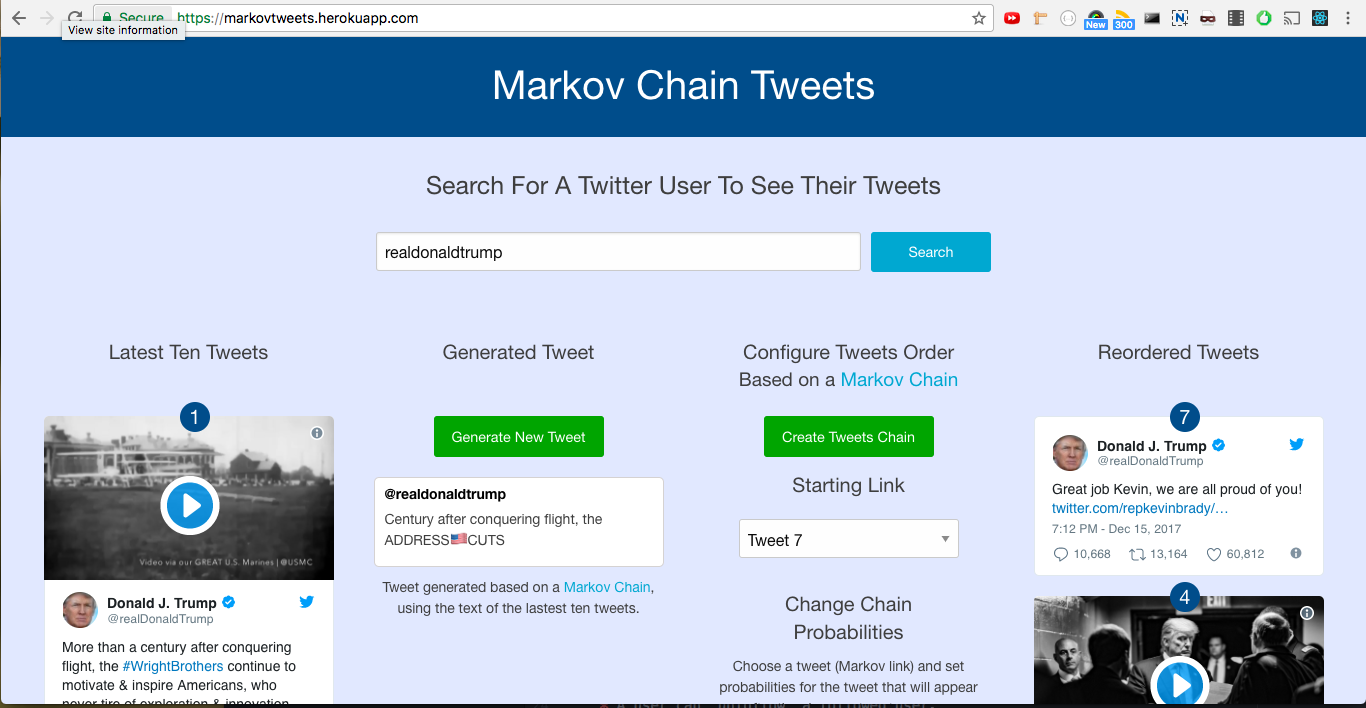 Secure
https://markovtweets.herokuapp.com
New
300
N
View site information
Markov Chain Tweets
Search For A Twitter User To See Their Tweets
realdonaldtrump
Search
Latest Ten Tweets
1
Video via our GREAT U.S. Marines | @USMC
Donald J. Trump
@realDonaldTrump
More than a century after conquering
flight, the #WrightBrothers continue to
motivate & inspire Americans, who
never tire of exploration & innovation
Generated Tweet
Generate New Tweet
@realdonaldtrump
Century after conquering flight, the
ADDRESS🇺🇸CUTS
Tweet generated based on a Markov Chain,
using the text of the lastest ten tweets.
Configure Tweets Order
Based on a Markov Chain
Create Tweets Chain
Starting Link
Tweet 7
Change Chain
Probabilities
Choose a tweet (Markov link) and set
probabilities for the tweet that will appear
Reordered Tweets
7
Donald J. Trump
@realDonaldTrump
Great job Kevin, we are all proud of you!
twitter.com/repkevinbrady/…
7:12 PM - Dec 15, 2017
10,668 13,164 60,812
4
EXIT